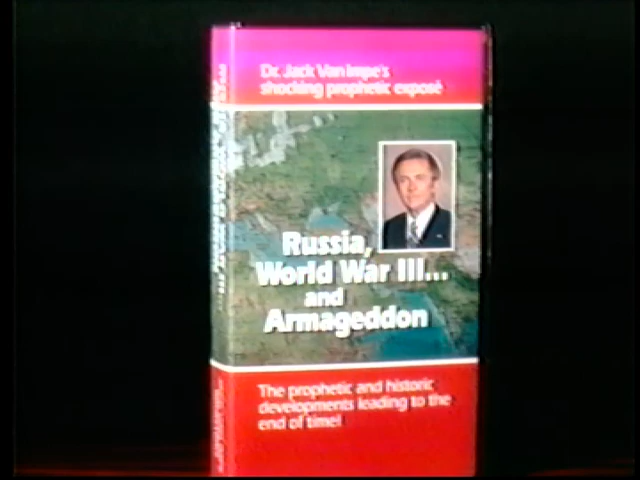 Dr. Jack Van Impe's
shocking prophetic exposé
Russia,
World War III...
and
Armageddon
The prophetic and historic
developments leading to the
end of time!